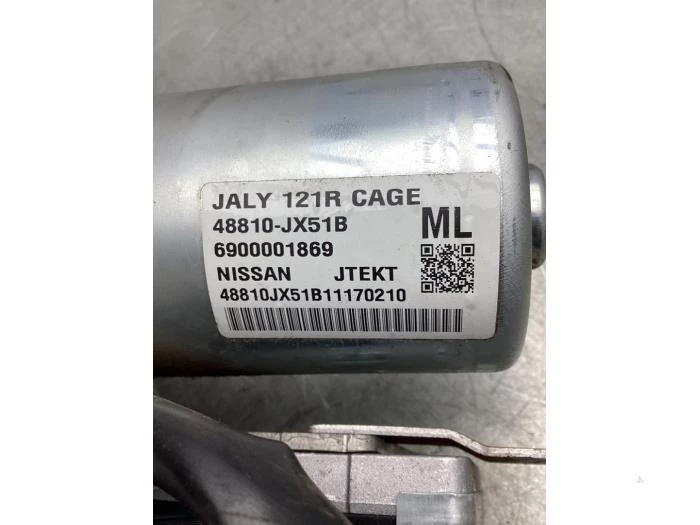 JALY 121R CAGE
48810-JX51B
ML
6900001869
NISSAN JTEKT
48810JX51B11170210